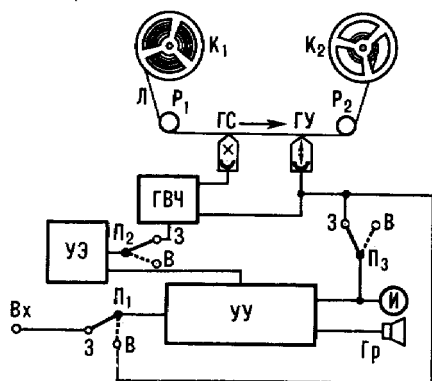 К₁ К₂
Л Р₁ ГС ГУ Р₂
ГВЧ
З В
УЭ П₂ З П₃
В
Вх П₁ УУ И
З В Гр